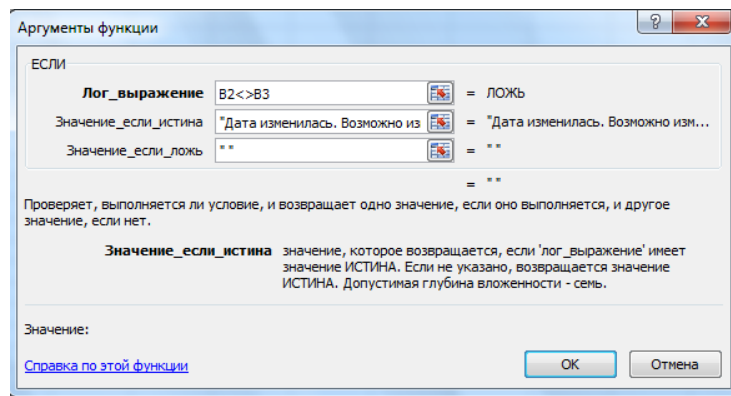 Аргументы функции
ЕСЛИ
Лог_выражение B2<>B3 = ЛОЖЬ
Значение_если_истина "Дата изменилась. Возможно из = "Дата изменилась. Возможно изм...
Значение_если_ложь " " = " "
= " "
Проверяет, выполняется ли условие, и возвращает одно значение, если оно выполняется, и другое
значение, если нет.
Значение_если_истина значение, которое возвращается, если 'лог_выражение' имеет
значение ИСТИНА. Если не указано, возвращается значение
ИСТИНА. Допустимая глубина вложенности - семь.
Значение:
Справка по этой функции ОК Отмена